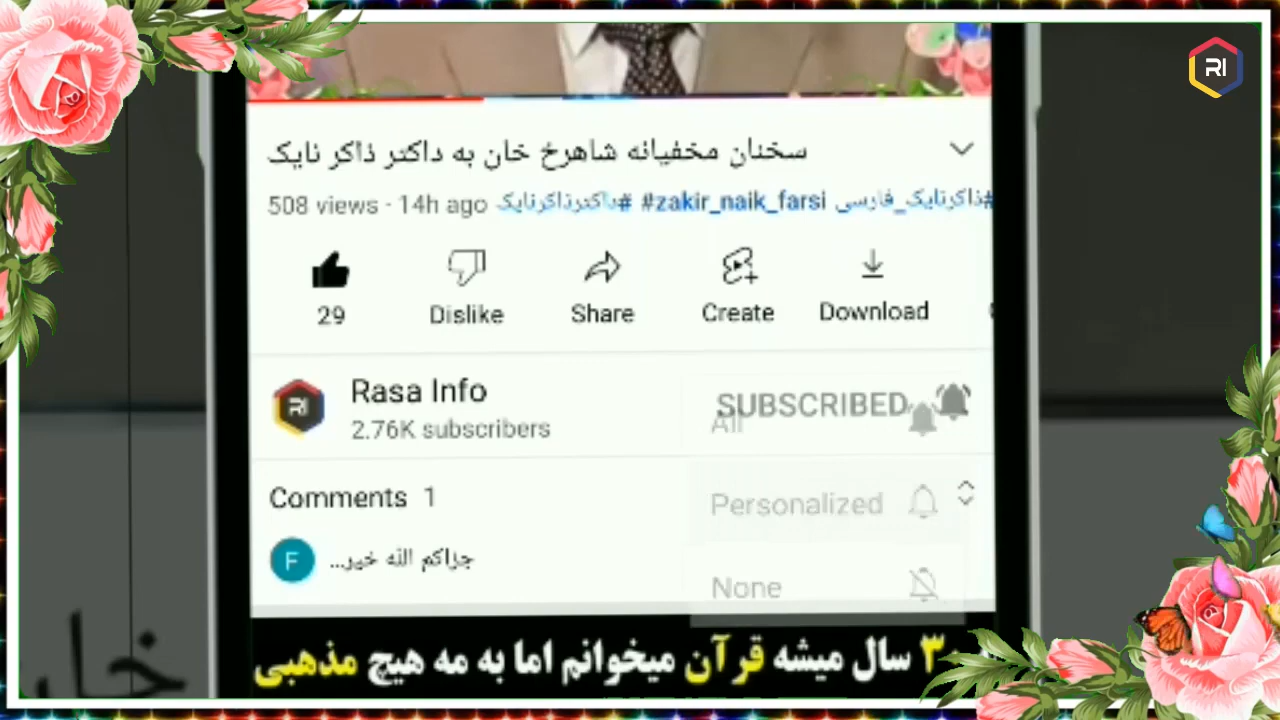 RI
سخنان مخفیانه شاهرخ خان به داکتر ذاکر نایک
508 views · 14h ago #داکترذاکرنایک #zakir_naik_farsi #ذاکرنایک_فارسی
29 Dislike Share Create Download
RI
Rasa Info
2.76K subscribers
SUBSCRIBED
All
Comments 1
Personalized
F
جزاکم الله خیر...
None
سال میشه قرآن میخوانم اما به مه هیچ مذهبی